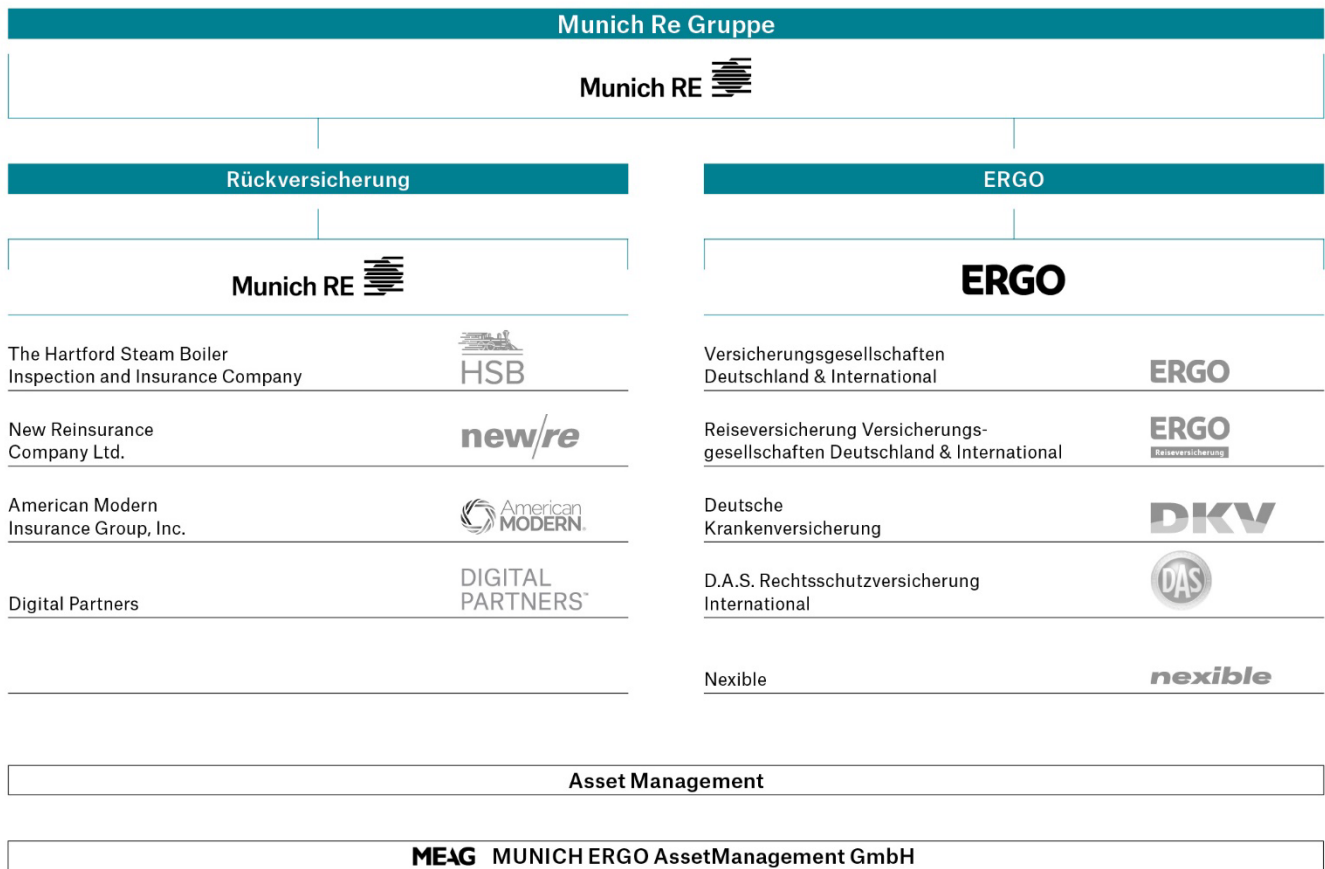 Munich Re Gruppe
Munich RE
Rückversicherung
Munich RE
The Hartford Steam Boiler
Inspection and Insurance Company
HSB
New Reinsurance
Company Ltd.
new/re
American Modern
Insurance Group, Inc.
American
MODERN.
Digital Partners
DIGITAL
PARTNERS™
ERGO
ERGO
Versicherungsgesellschaften
Deutschland & International
ERGO
Reiseversicherung Versicherungs-
gesellschaften Deutschland & International
ERGO
Reiseversicherung
Deutsche
Krankenversicherung
DKV
D.A.S. Rechtsschutzversicherung
International
DAS
Nexible
nexible
Asset Management
MEAG MUNICH ERGO AssetManagement GmbH